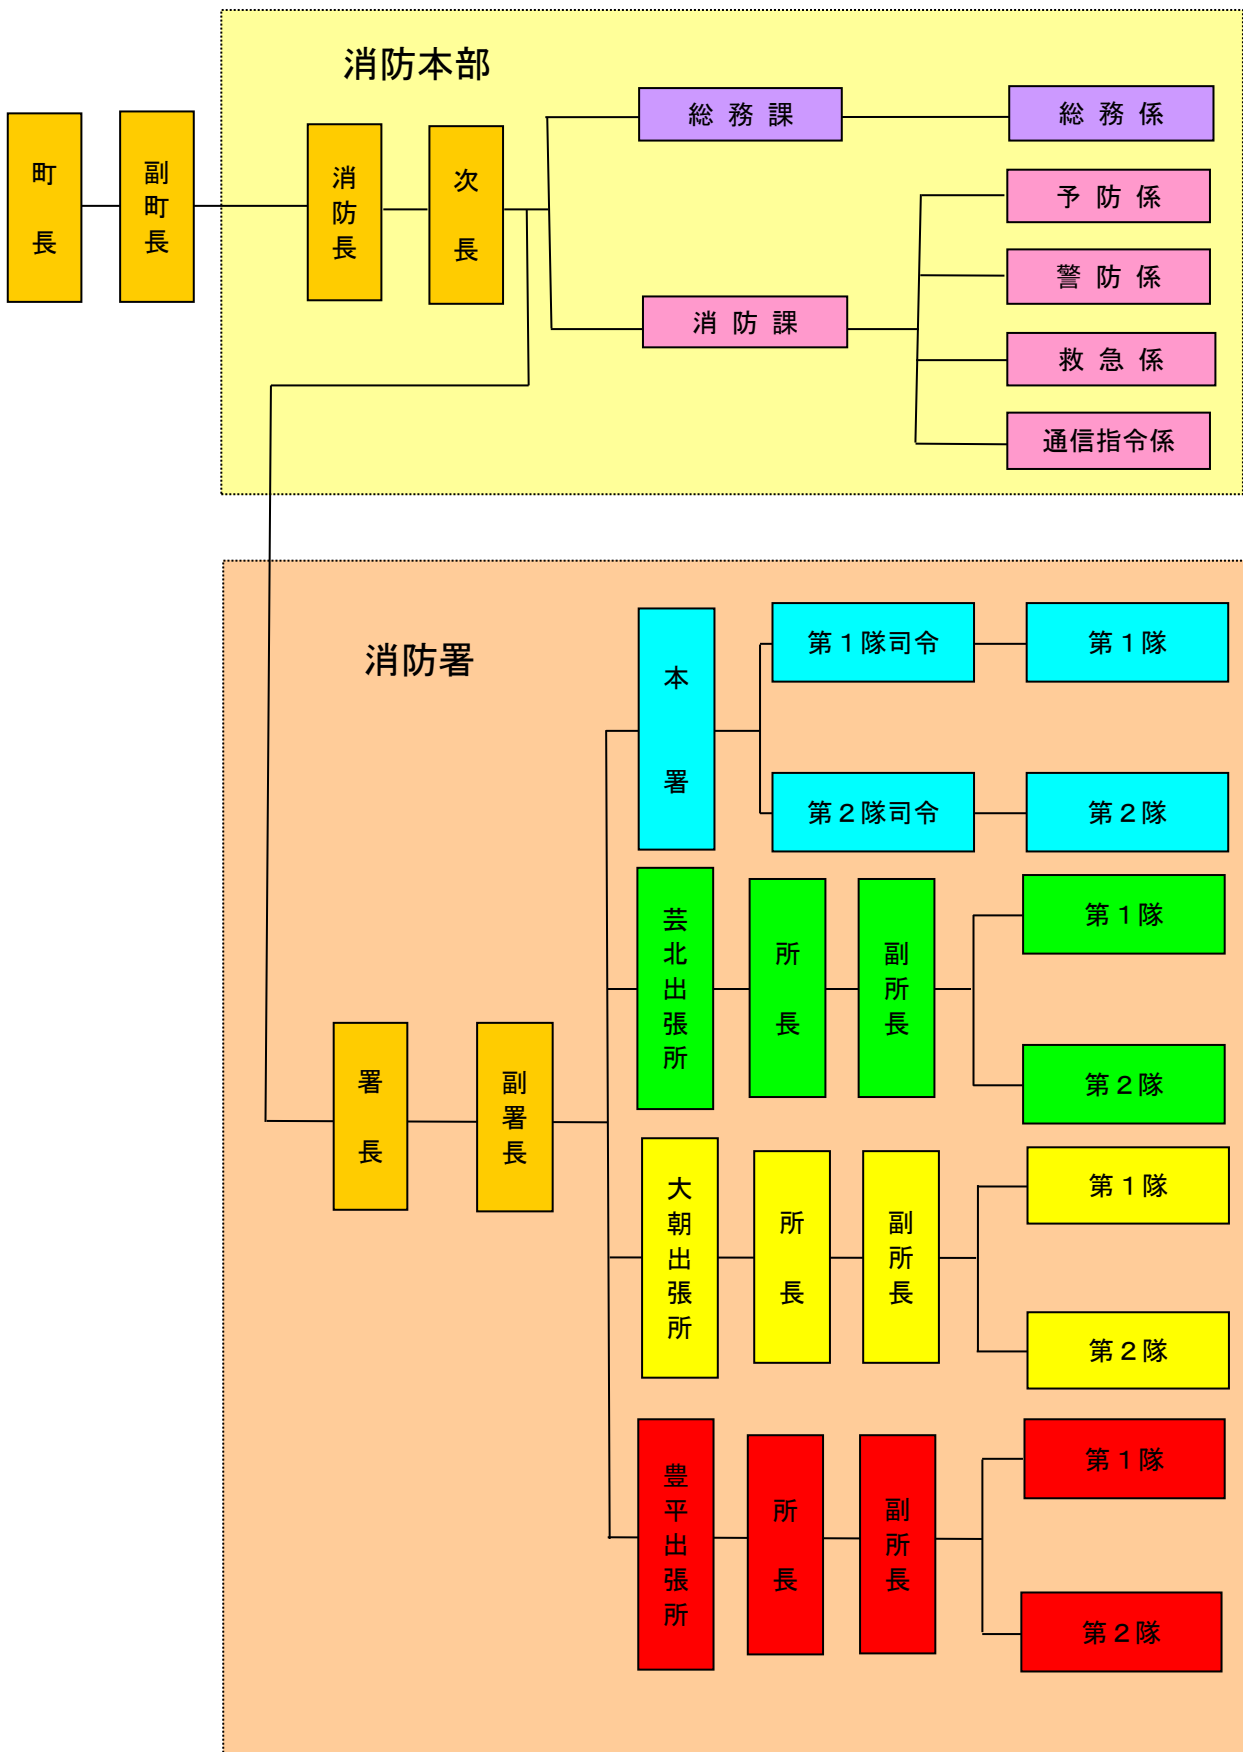 消防本部
町長
副町長
消防長
次長
総務課
総務係
消防課
予防係
警防係
救急係
通信指令係
消防署
署長
副署長
本署
第１隊司令
第１隊
第２隊司令
第２隊
芸北出張所
所長
副所長
第１隊
第２隊
大朝出張所
所長
副所長
第１隊
第２隊
豊平出張所
所長
副所長
第１隊
第２隊